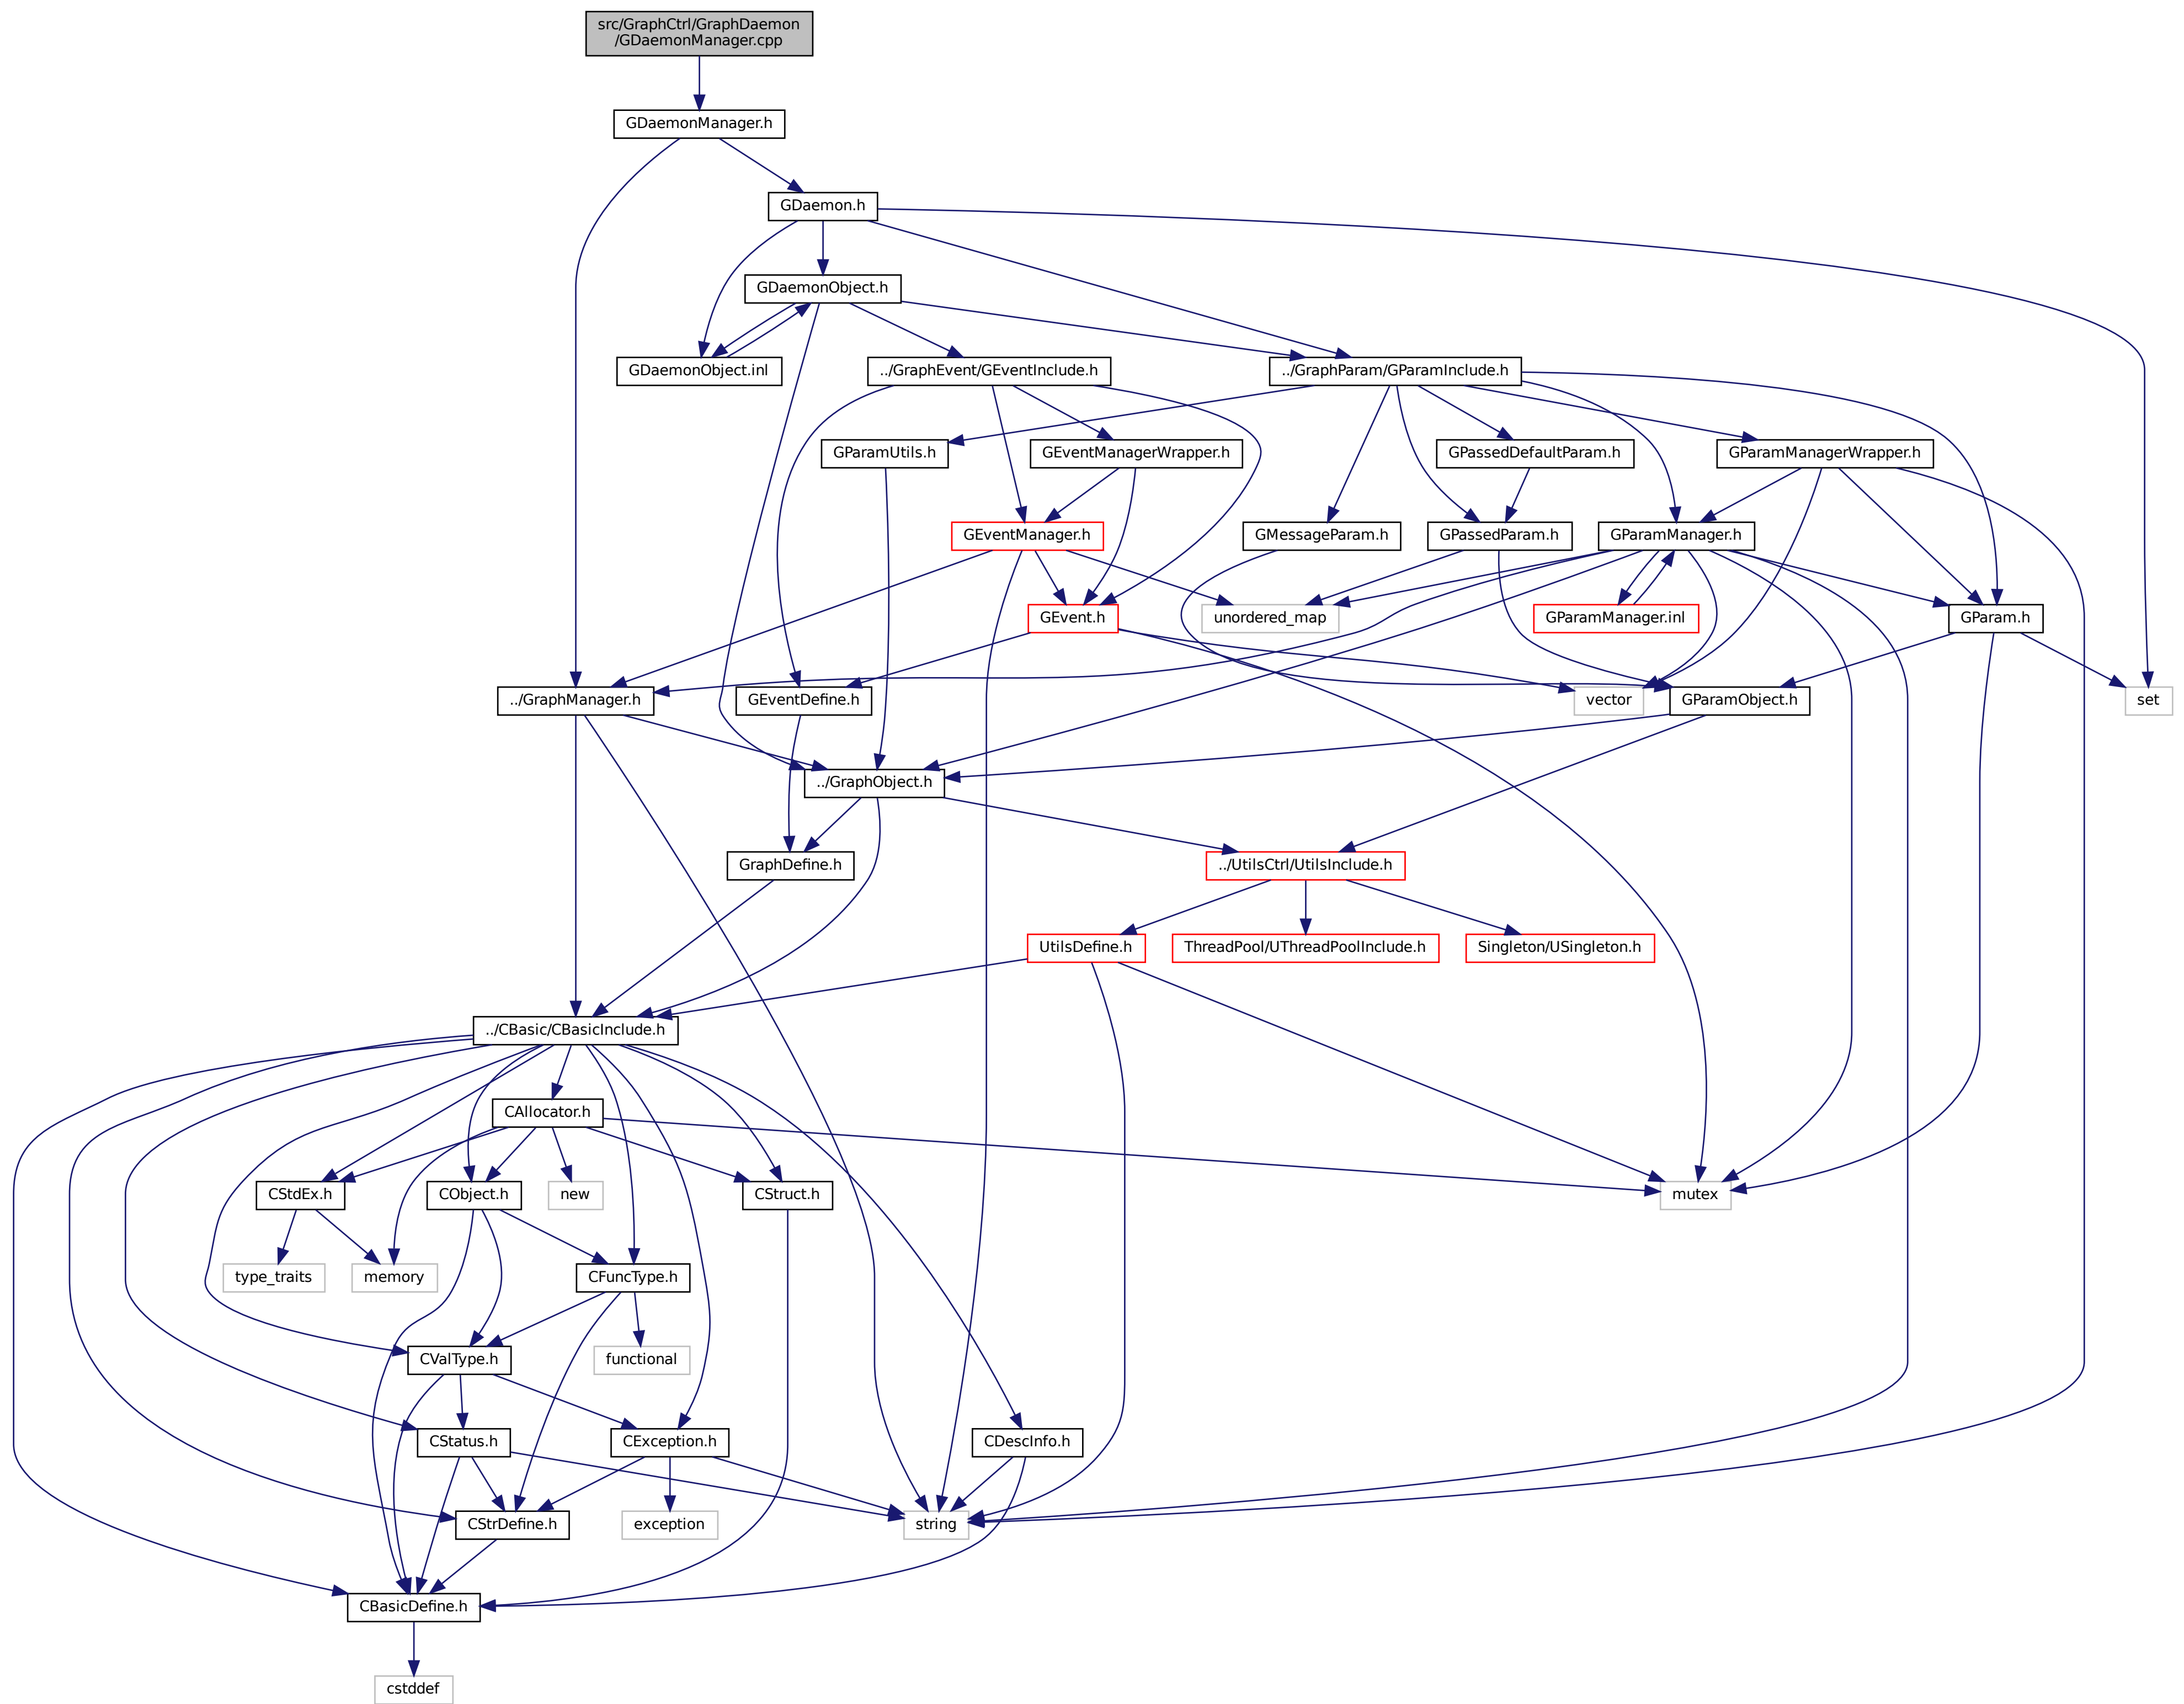 src/GraphCtrl/GraphDaemon
/GDaemonManager.cpp
GDaemonManager.h
GDaemon.h
GDaemonObject.h
GDaemonObject.inl
../GraphEvent/GEventInclude.h
../GraphParam/GParamInclude.h
GParamUtils.h
GEventManagerWrapper.h
GPassedDefaultParam.h
GParamManagerWrapper.h
GEventManager.h
GMessageParam.h
GPassedParam.h
GParamManager.h
GEvent.h
unordered_map
GParamManager.inl
GParam.h
../GraphManager.h
GEventDefine.h
vector
GParamObject.h
set
../GraphObject.h
GraphDefine.h
../UtilsCtrl/UtilsInclude.h
UtilsDefine.h
ThreadPool/UThreadPoolInclude.h
Singleton/USingleton.h
../CBasic/CBasicInclude.h
CAllocator.h
CStdEx.h
CObject.h
new
CStruct.h
mutex
type_traits
memory
CFuncType.h
CValType.h
functional
CStatus.h
CException.h
CDescInfo.h
CStrDefine.h
exception
string
CBasicDefine.h
cstddef